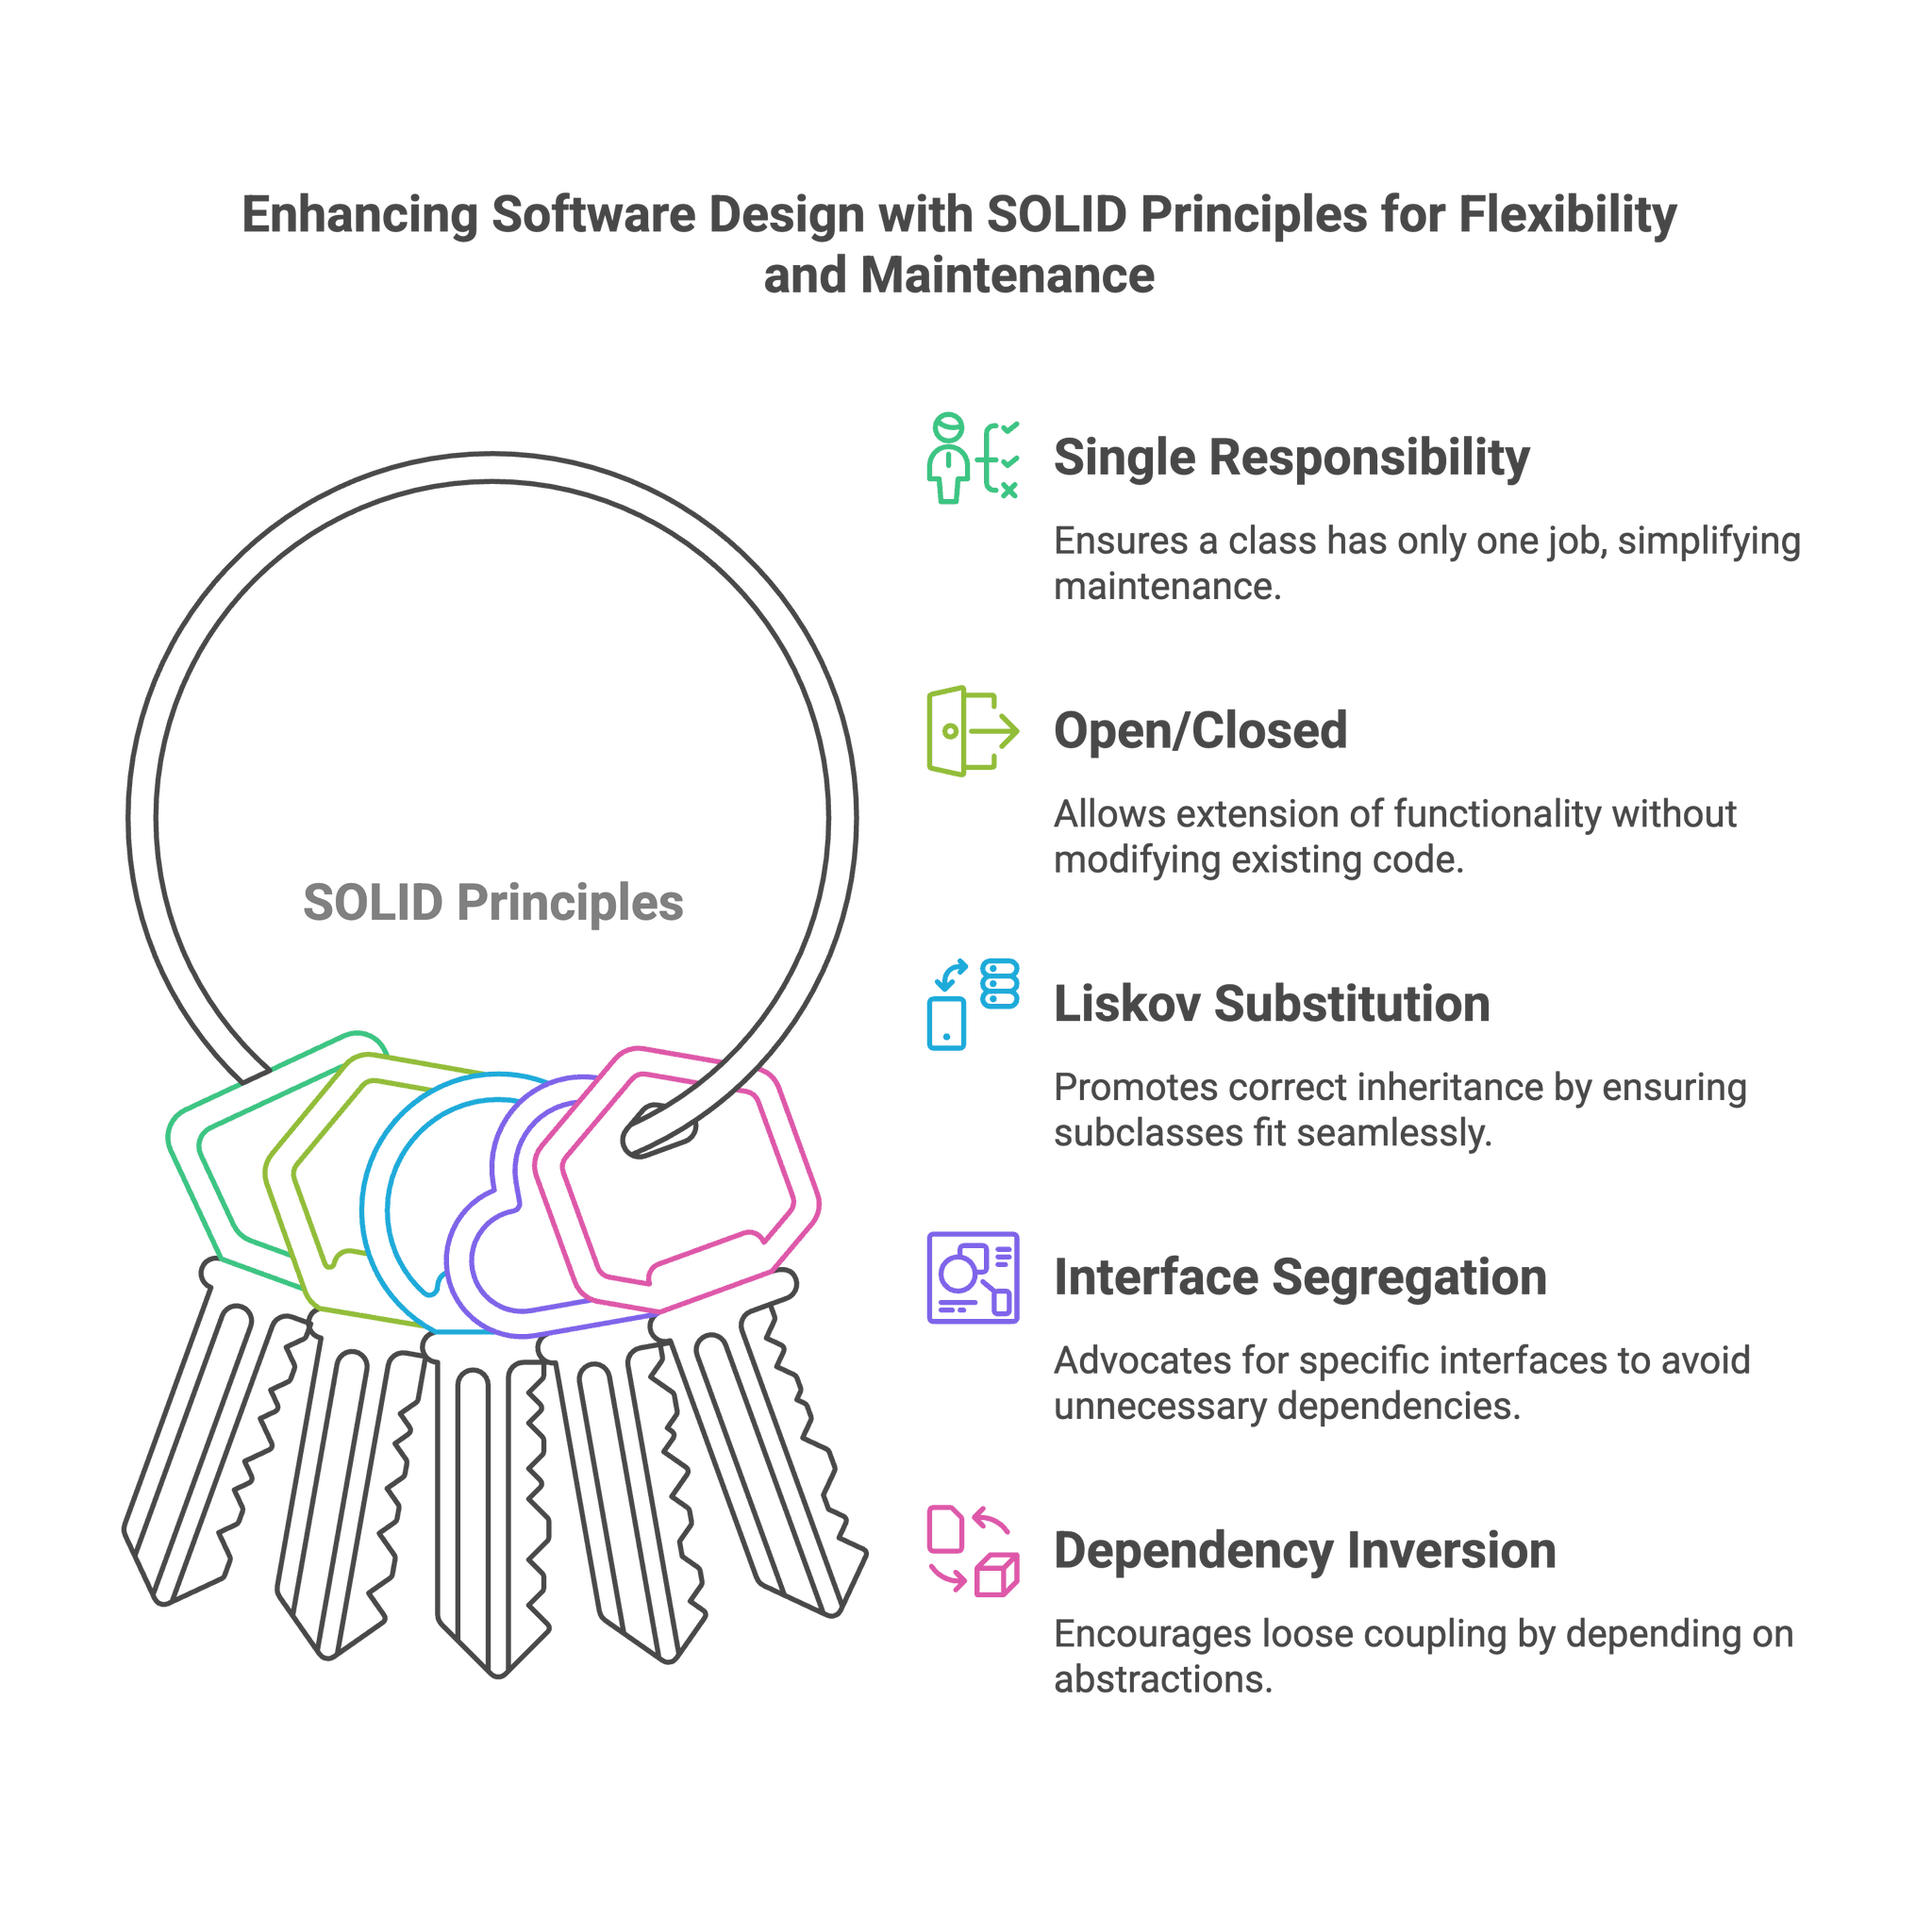 Enhancing Software Design with SOLID Principles for Flexibility
and Maintenance
SOLID Principles
Single Responsibility
Ensures a class has only one job, simplifying
maintenance.
Open/Closed
Allows extension of functionality without
modifying existing code.
Liskov Substitution
Promotes correct inheritance by ensuring
subclasses fit seamlessly.
Interface Segregation
Advocates for specific interfaces to avoid
unnecessary dependencies.
Dependency Inversion
Encourages loose coupling by depending on
abstractions.